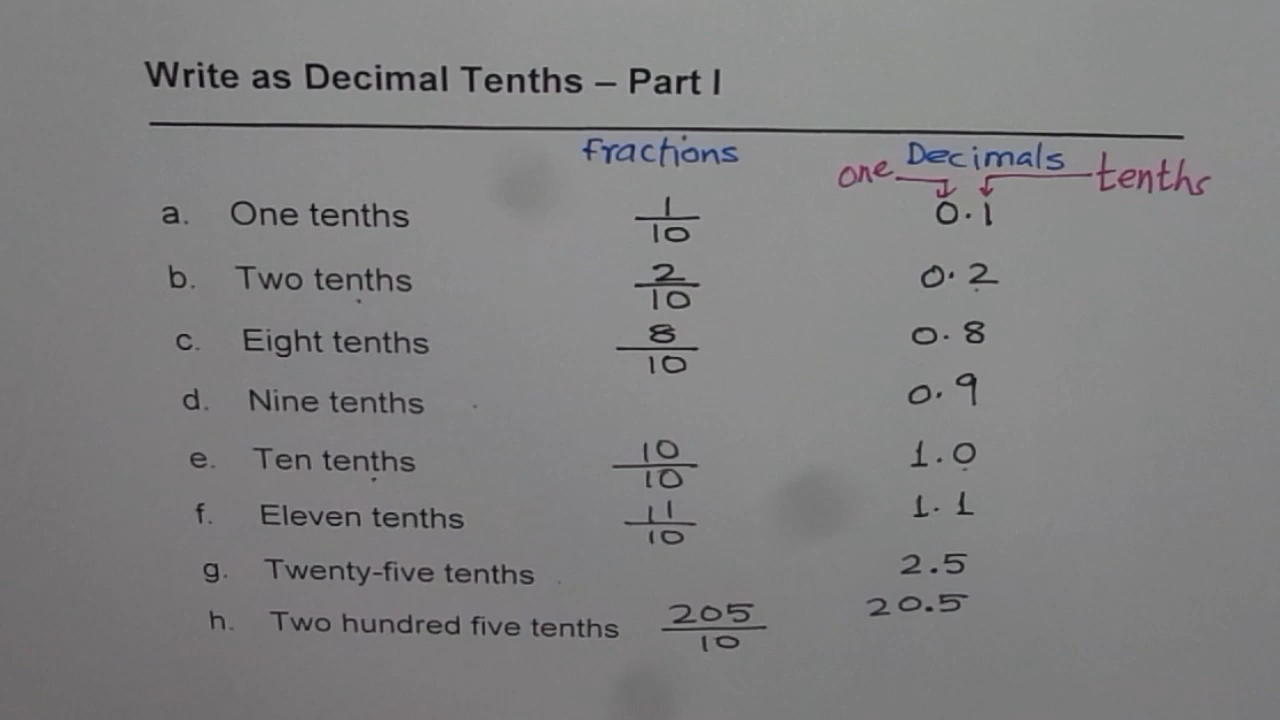 Write as Decimal Tenths – Part I
fractions Decimals
one tenths
a. One tenths 1/10 0.1
b. Two tenths 2/10 0.2
c. Eight tenths 8/10 0.8
d. Nine tenths 0.9
e. Ten tenths 10/10 1.0
f. Eleven tenths 11/10 1.1
g. Twenty-five tenths 2.5
h. Two hundred five tenths 205/10 20.5